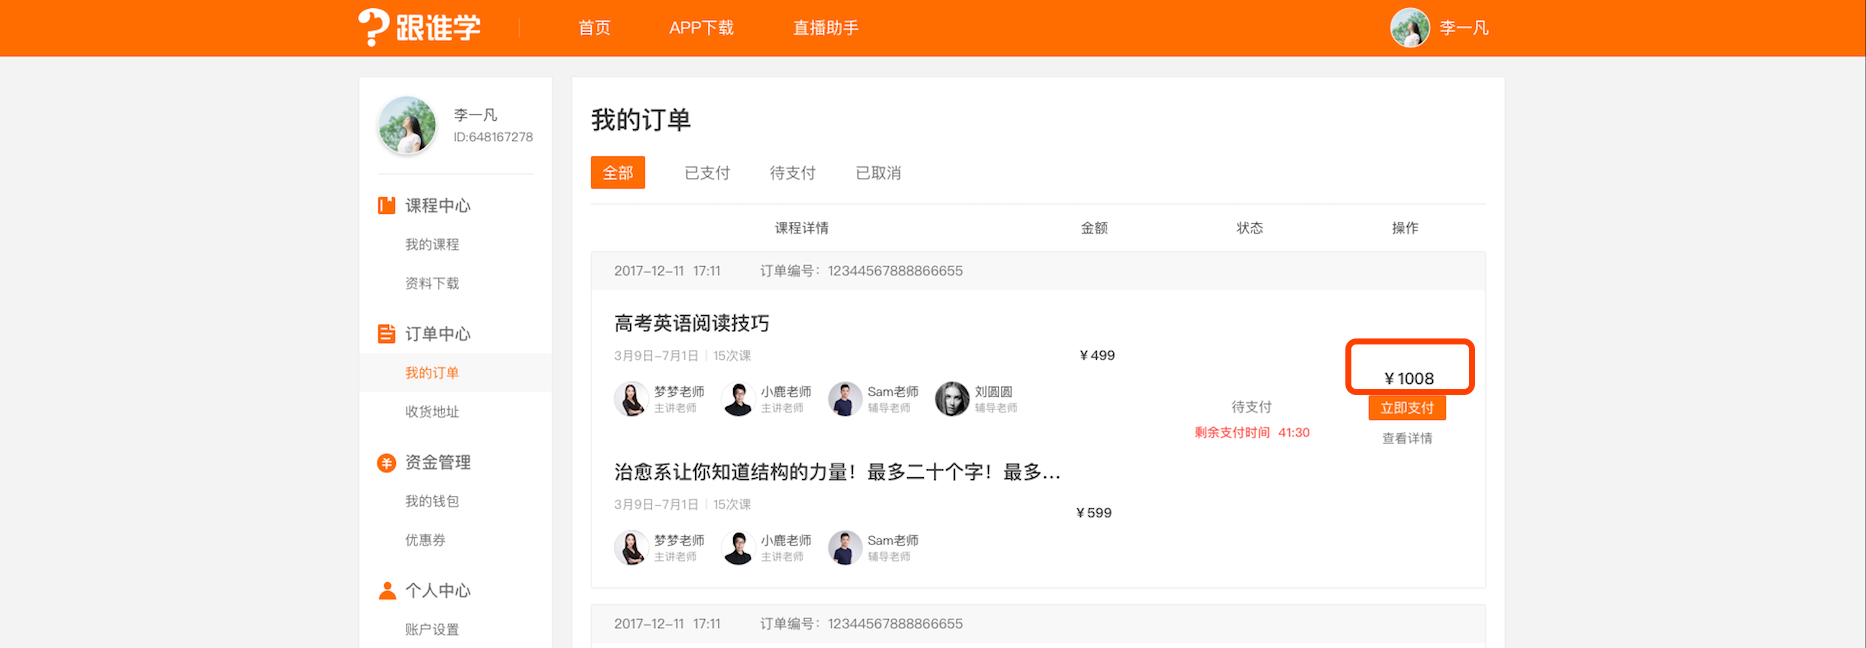 跟谁学
首页 APP下载 直播助手 李一凡
李一凡
ID:648167278
课程中心
我的课程
资料下载
订单中心
我的订单
收货地址
资金管理
我的钱包
优惠券
个人中心
账户设置
我的订单
全部 已支付 待支付 已取消
课程详情 金额 状态 操作
2017-12-11 17:11 订单编号：12344567888866655
高考英语阅读技巧
3月9日-7月1日 | 15次课
¥499
梦梦老师 小鹿老师 Sam老师 刘圆圆
主讲老师 主讲老师 辅导老师 辅导老师
待支付
剩余支付时间 41:30
¥1008
立即支付
查看详情
治愈系让你知道结构的力量！最多二十个字！最多...
3月9日-7月1日 | 15次课
¥599
梦梦老师 小鹿老师 Sam老师
主讲老师 主讲老师 辅导老师
2017-12-11 17:11 订单编号：12344567888866655